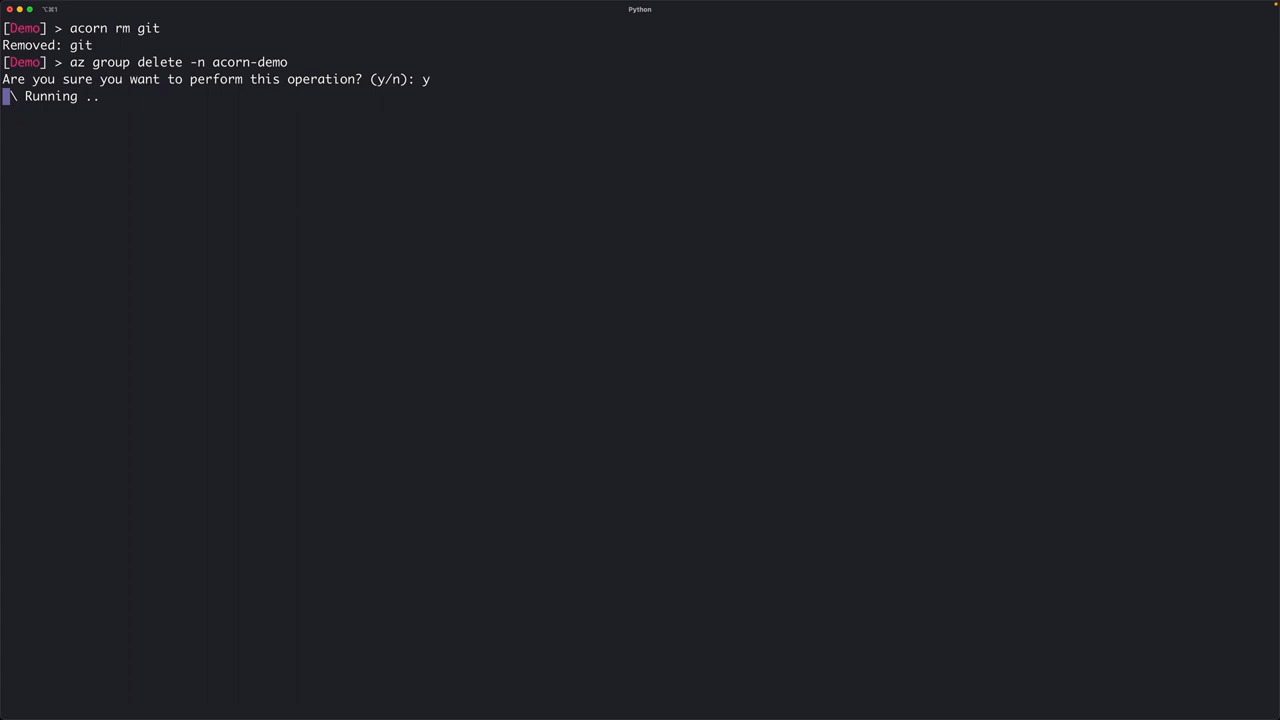 ⌥⌘1
Python
[Demo] > acorn rm git
Removed: git
[Demo] > az group delete -n acorn-demo
Are you sure you want to perform this operation? (y/n): y
\ Running ..